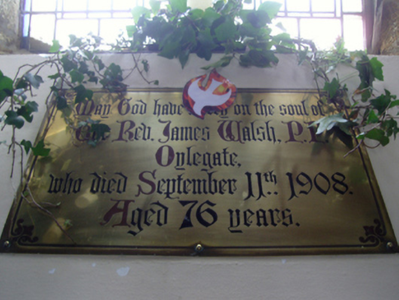 May God have mercy on the soul of
The Rev. James Walsh, P.P.
Oylegate,
who died September 11th 1908.
Aged 76 years.